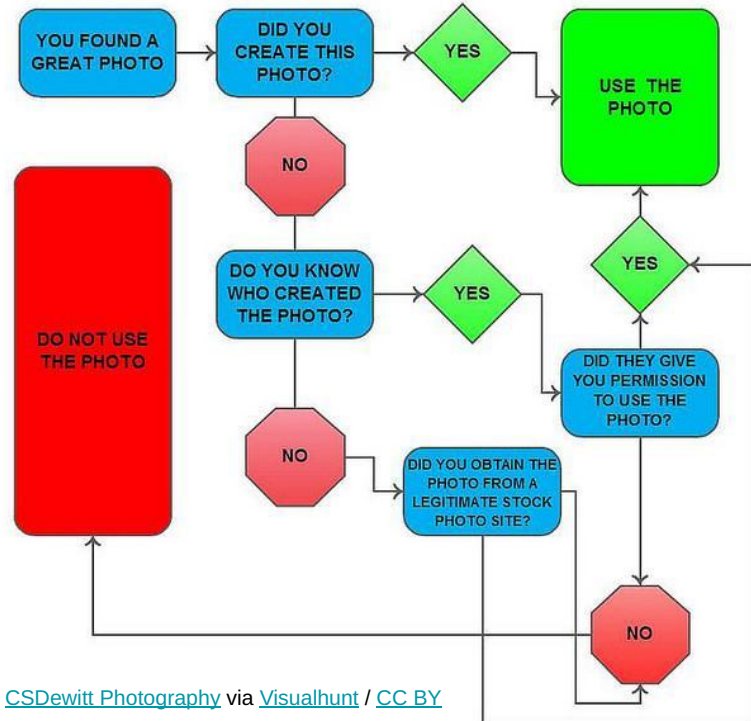 YOU FOUND A
GREAT PHOTO
DID YOU
CREATE THIS
PHOTO?
YES
USE THE
PHOTO
NO
DO YOU KNOW
WHO CREATED
THE PHOTO?
YES
YES
DO NOT USE
THE PHOTO
DID THEY GIVE
YOU PERMISSION
TO USE THE
PHOTO?
NO
DID YOU OBTAIN THE
PHOTO FROM A
LEGITIMATE STOCK
PHOTO SITE?
NO
CSDewitt Photography via Visualhunt / CC BY